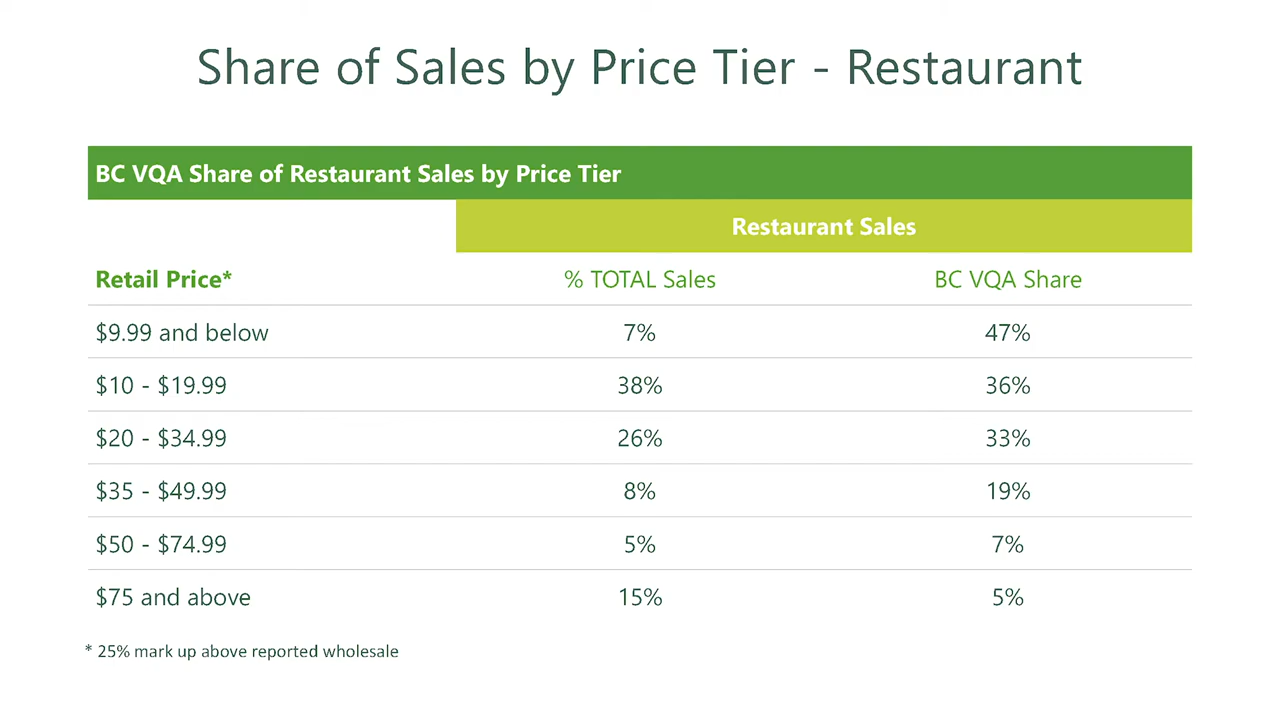 Share of Sales by Price Tier - Restaurant
BC VQA Share of Restaurant Sales by Price Tier
Restaurant Sales
Retail Price* % TOTAL Sales BC VQA Share
$9.99 and below 7% 47%
$10 - $19.99 38% 36%
$20 - $34.99 26% 33%
$35 - $49.99 8% 19%
$50 - $74.99 5% 7%
$75 and above 15% 5%
* 25% mark up above reported wholesale